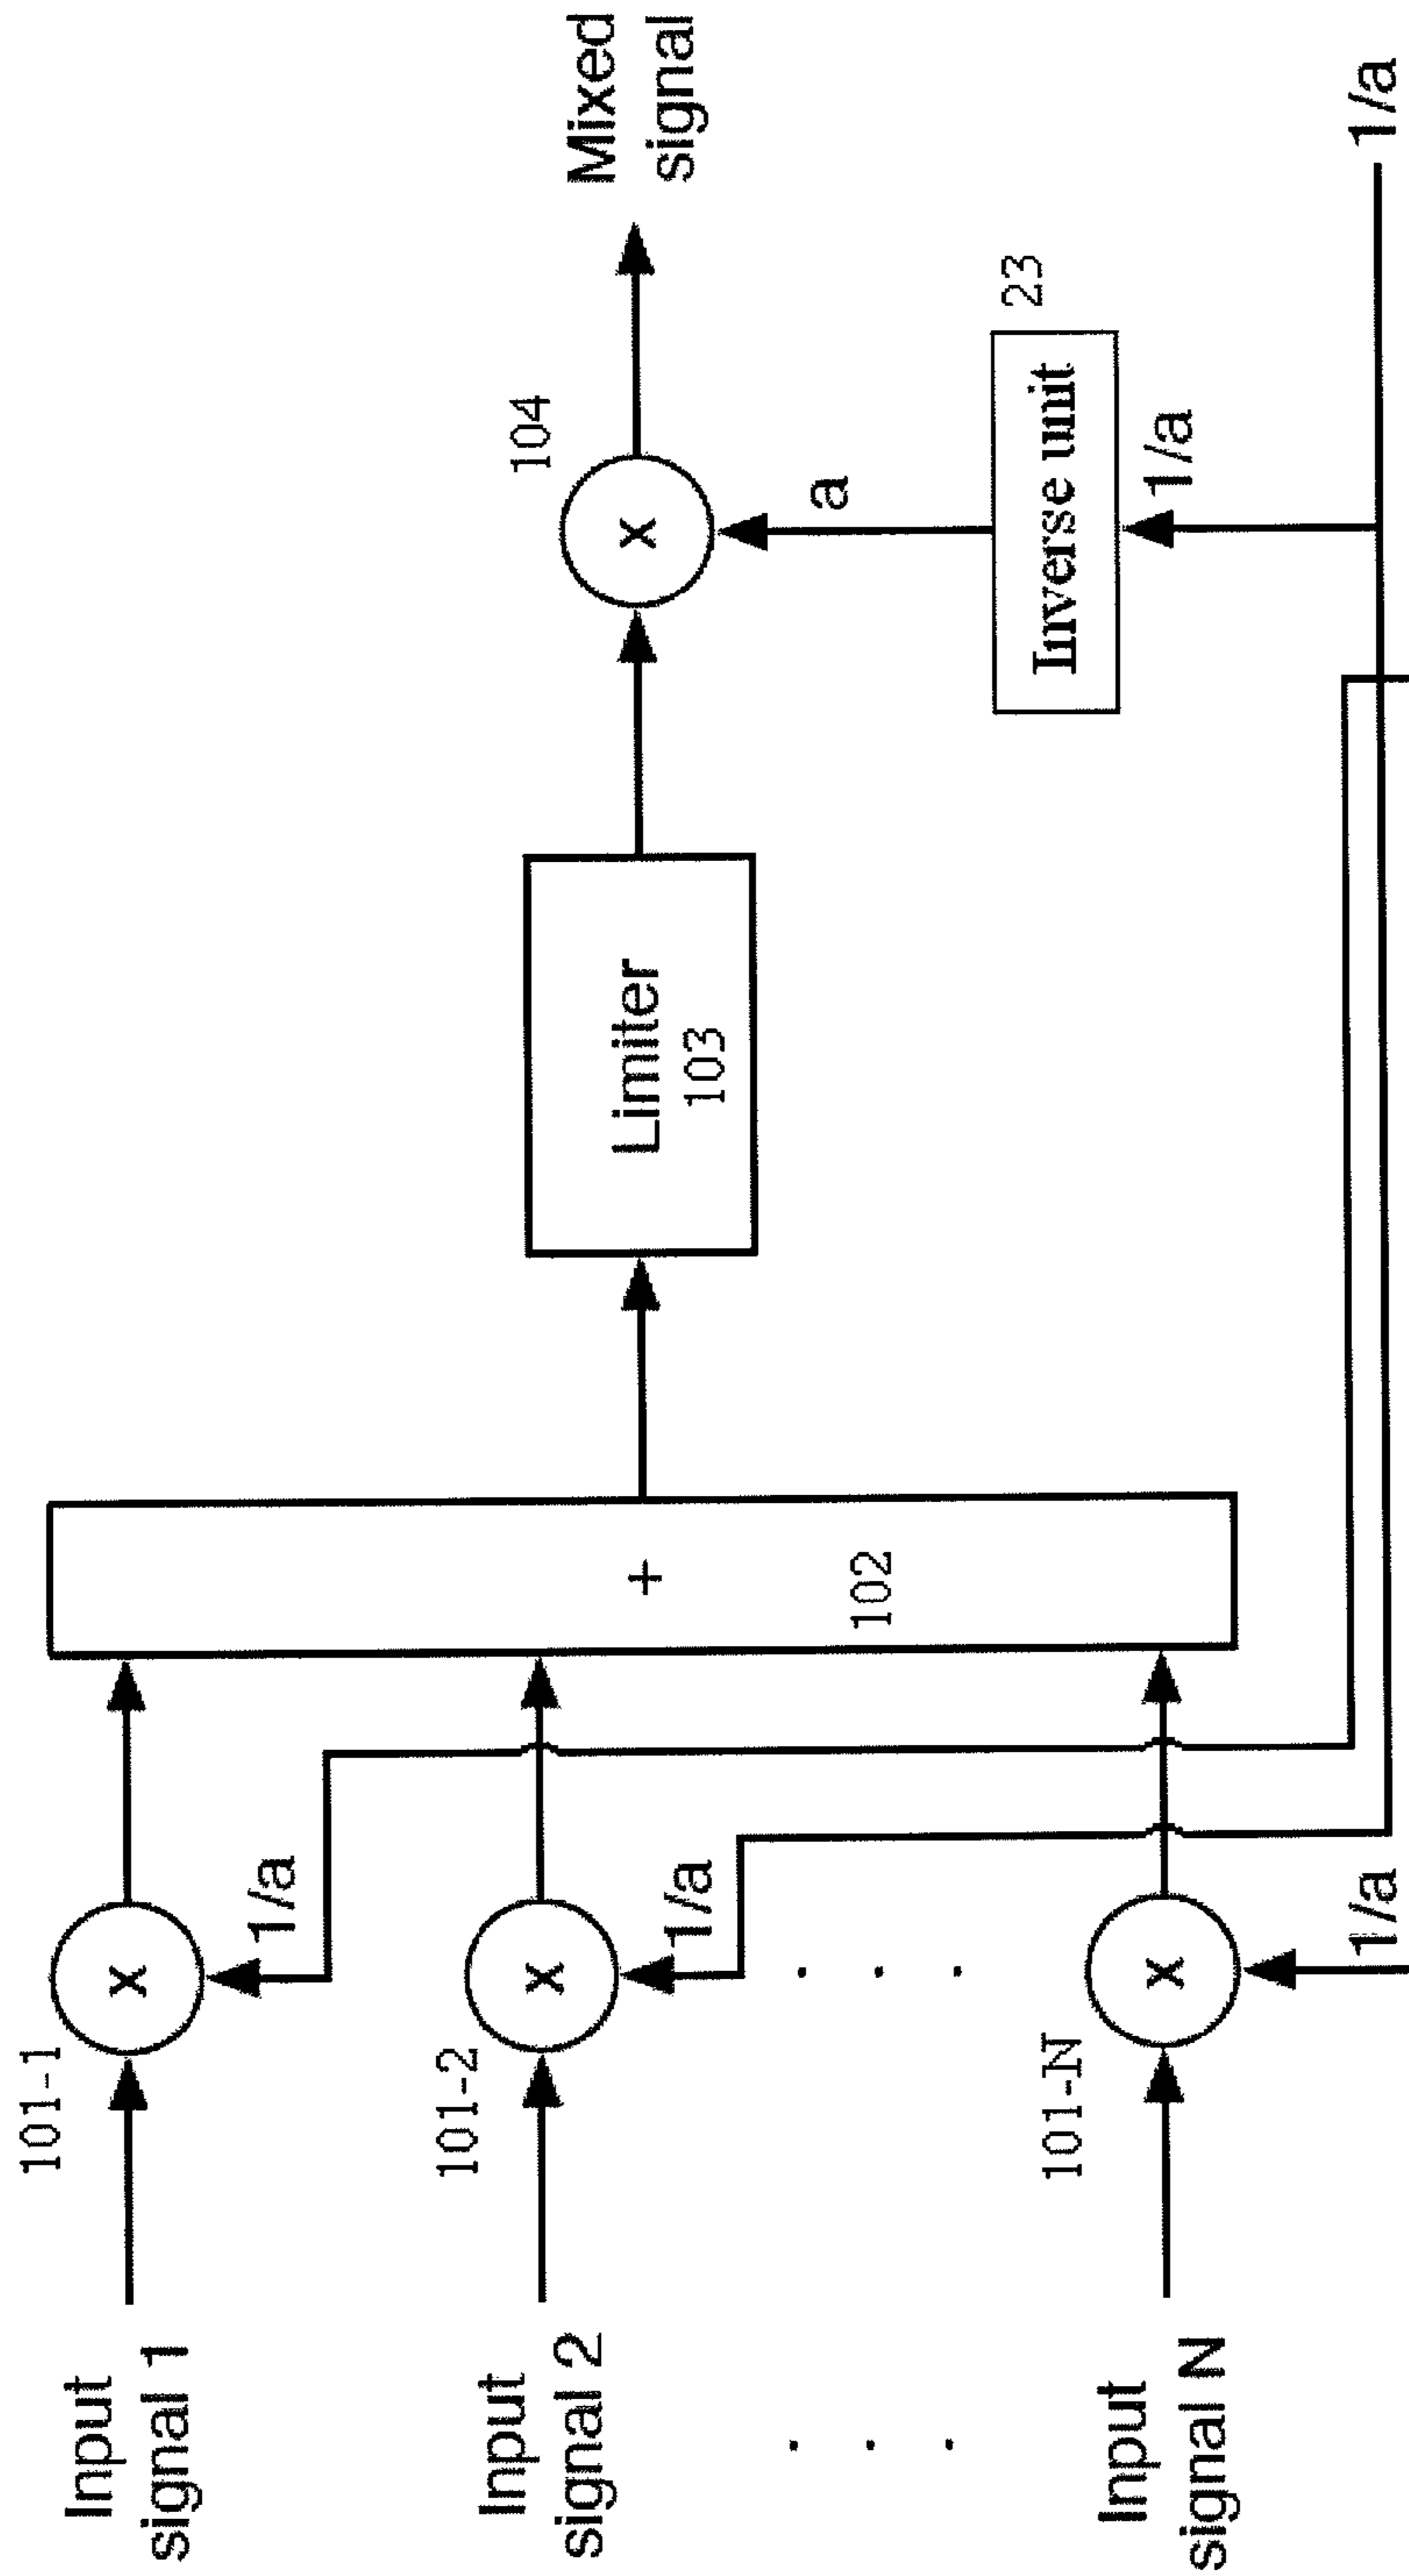 Input
signal 1
101-1
x
1/a
Input
signal 2
101-2
x
1/a
. . .
. . .
Input
signal N
101-N
x
1/a
+
102
Limiter
103
104
x
a
Inverse unit
23
1/a
Mixed
signal
1/a